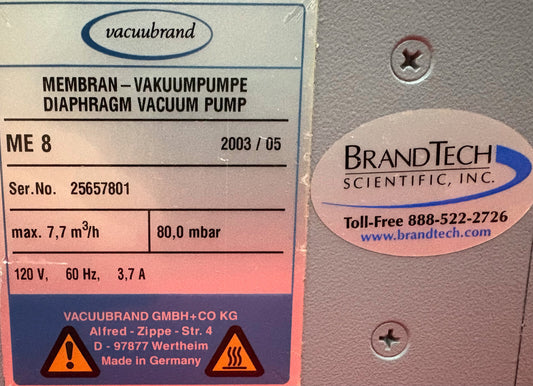 vacuubrand
MEMBRAN - VAKUUMPUMPE
DIAPHRAGM VACUUM PUMP
ME 8 2003 / 05
Ser.No. 25657801
max. 7,7 m³/h 80,0 mbar
120 V, 60 Hz, 3,7 A
VACUUBRAND GMBH+CO KG
Alfred - Zippe - Str. 4
D - 97877 Wertheim
Made in Germany
BRANDTECH
SCIENTIFIC, INC.
Toll-Free 888-522-2726
www.brandtech.com